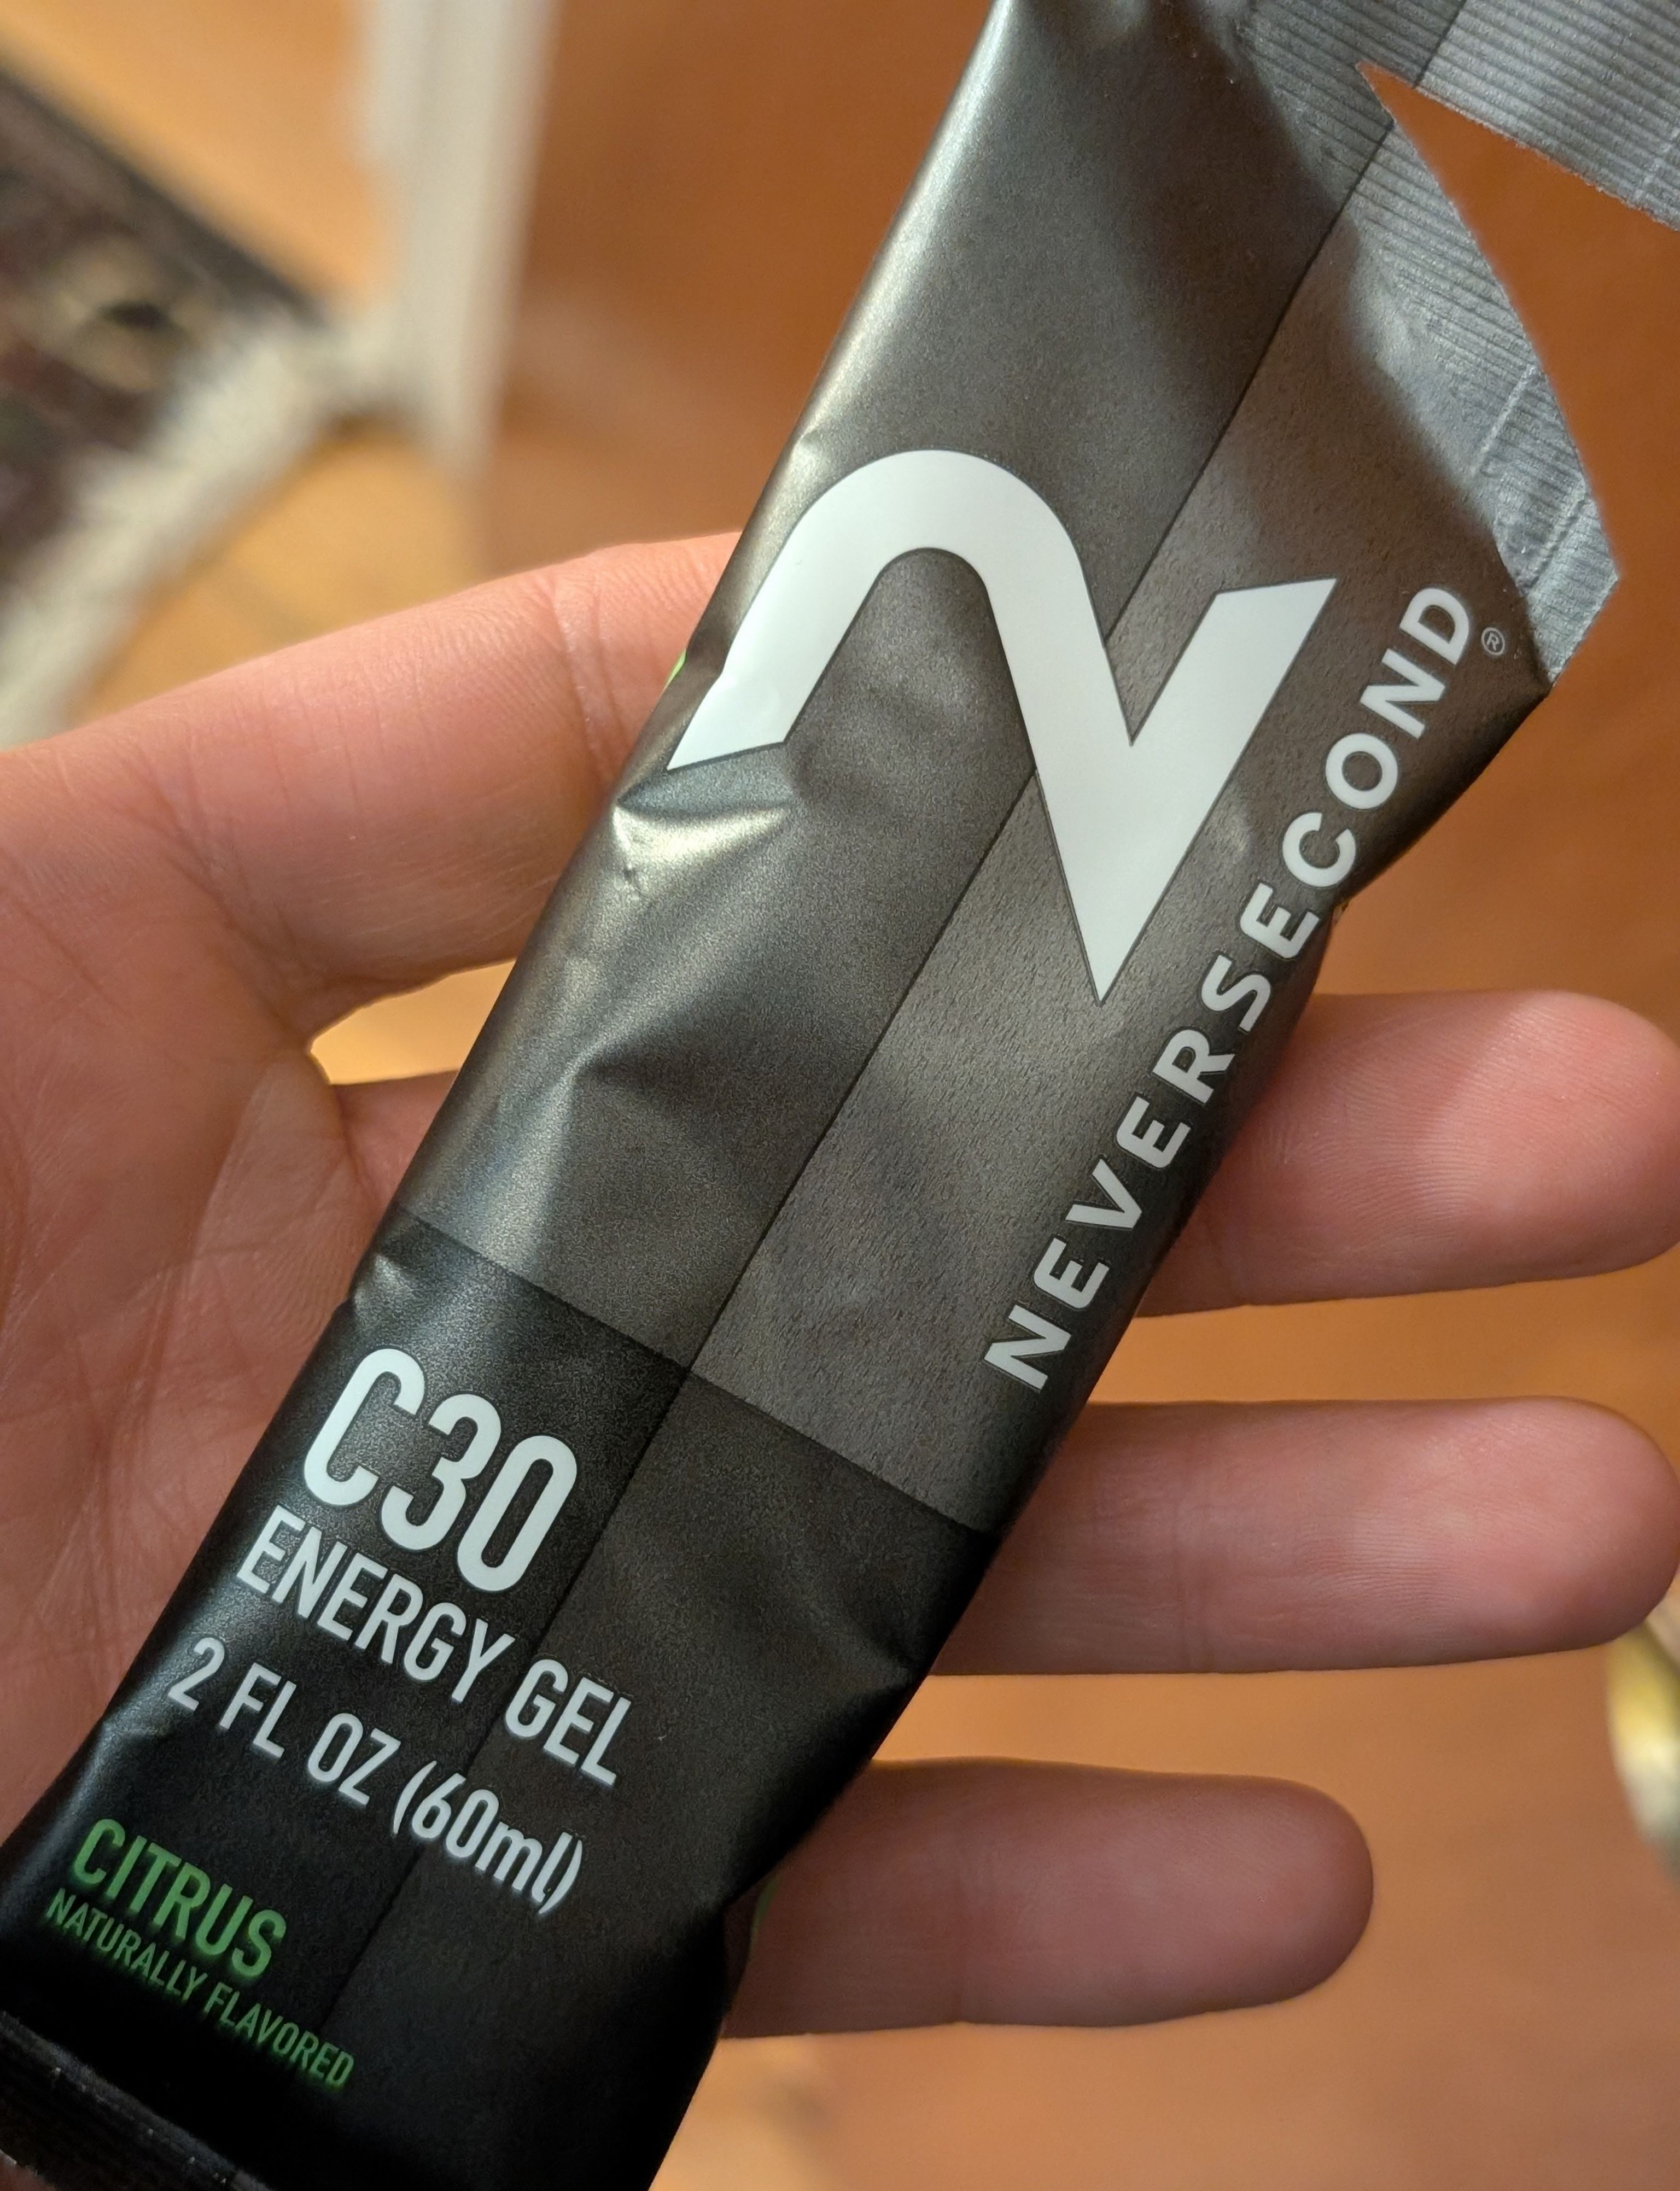 N
NEVERSECOND®
C30
ENERGY GEL
2 FL OZ (60ml)
CITRUS
NATURALLY FLAVORED